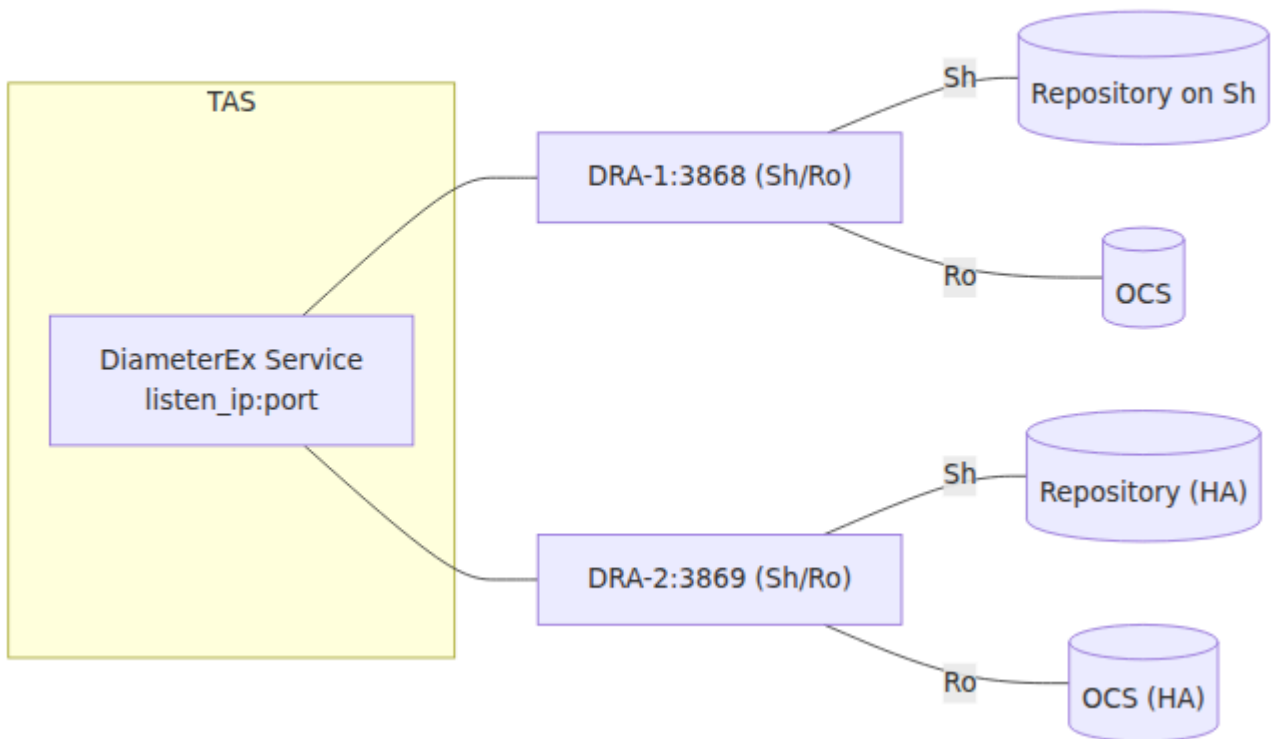 TAS
DiameterEx Service
listen_ip:port
DRA-1:3868 (Sh/Ro)
Sh
Repository on Sh
Ro
OCS
DRA-2:3869 (Sh/Ro)
Sh
Repository (HA)
Ro
OCS (HA)